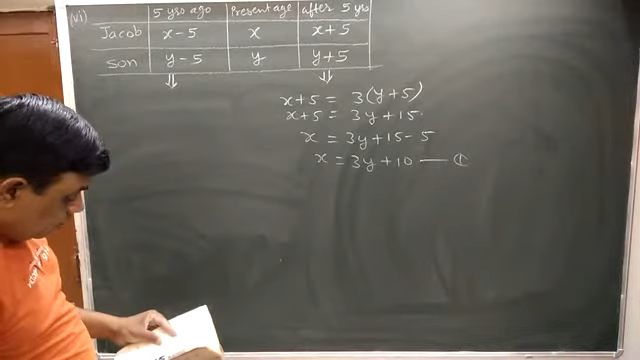 (vi) 5 yrs ago Present age after 5 yrs
Jacob x-5 x x+5
son y-5 y y+5
⇓ ⇓
x+5 = 3(y+5)
x+5 = 3y+15
x = 3y+15-5
x = 3y+10 — ①